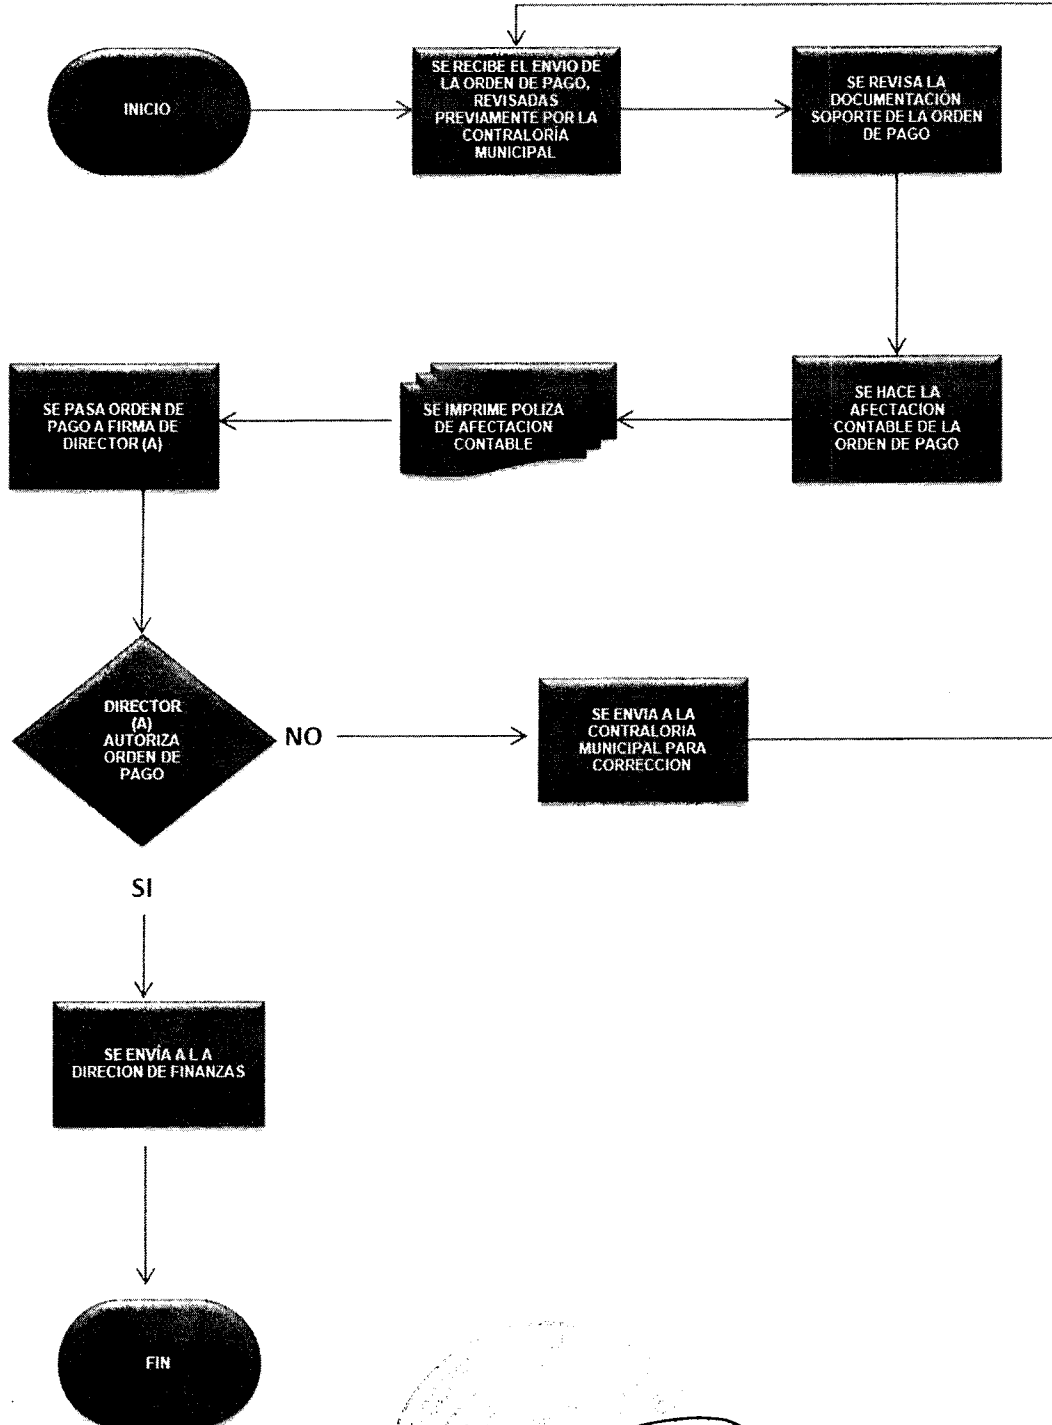 INICIO
SE RECIBE EL ENVIO DE
LA ORDEN DE PAGO,
REVISADAS
PREVIAMENTE POR LA
CONTRALORÍA
MUNICIPAL
SE REVISA LA
DOCUMENTACIÓN
SOPORTE DE LA ORDEN
DE PAGO
SE HACE LA
AFECTACION
CONTABLE DE LA
ORDEN DE PAGO
SE IMPRIME POLIZA
DE AFECTACION
CONTABLE
SE PASA ORDEN DE
PAGO A FIRMA DE
DIRECTOR (A)
DIRECTOR
(A)
AUTORIZA
ORDEN DE
PAGO
NO
SE ENVIA A LA
CONTRALORIA
MUNICIPAL PARA
CORRECCION
SI
SE ENVÍA A L A
DIRECION DE FINANZAS
FIN